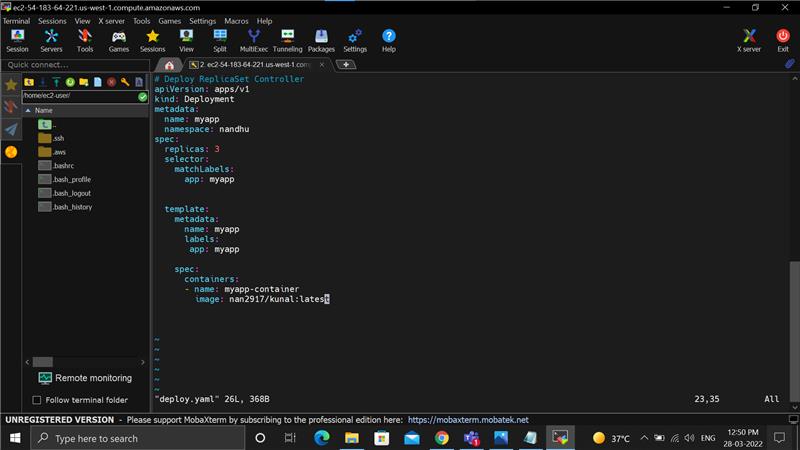 ec2-54-183-64-221.us-west-1.compute.amazonaws.com
Terminal Sessions View X server Tools Games Settings Macros Help
Session Servers Tools Games Sessions View Split MultiExec Tunneling Packages Settings Help X server Exit
Quick connect...
2. ec2-54-183-64-221.us-west-1.comp
/home/ec2-user/
Name
..
.ssh
.aws
.bashrc
.bash_profile
.bash_logout
.bash_history
# Deploy ReplicaSet Controller
apiVersion: apps/v1
kind: Deployment
metadata:
name: myapp
namespace: nandhu
spec:
replicas: 3
selector:
matchLabels:
app: myapp
template:
metadata:
name: myapp
labels:
app: myapp
spec:
containers:
- name: myapp-container
image: nan2917/kunal:latest
~
~
~
~
~
~
"deploy.yaml" 26L, 368B 23,35 All
Remote monitoring
Follow terminal folder
UNREGISTERED VERSION - Please support MobaXterm by subscribing to the professional edition here: https://mobaxterm.mobatek.net
Type here to search
37°C
ENG
12:50 PM
28-03-2022